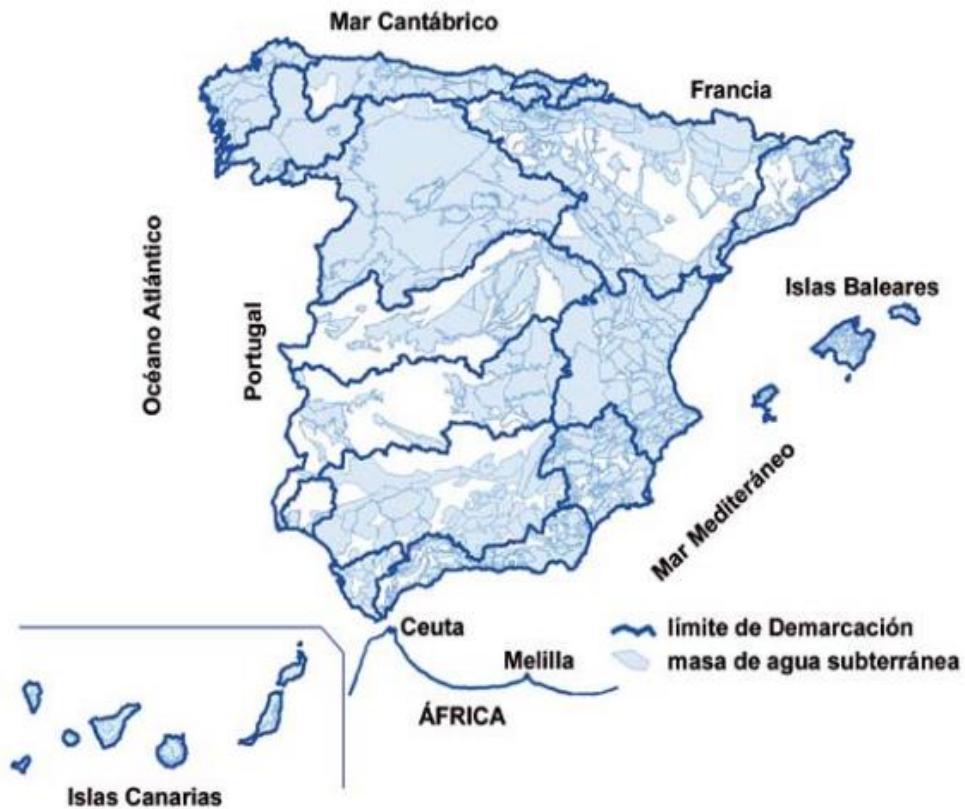 Mar Cantábrico
Francia
Océano Atlántico
Portugal
Islas Baleares
Mar Mediteráneo
Ceuta
Melilla
ÁFRICA
límite de Demarcación
masa de agua subterránea
Islas Canarias